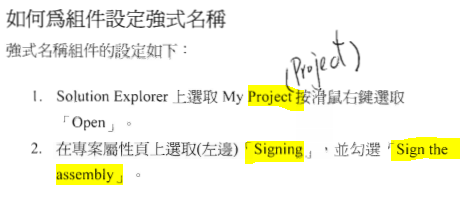 如何為組件設定強式名稱
強式名稱組件的設定如下：
(Project)
1. Solution Explorer 上選取 My Project 按滑鼠右鍵選取
「Open」。
2. 在專案屬性頁上選取(左邊)「Signing」，並勾選「Sign the
assembly」。